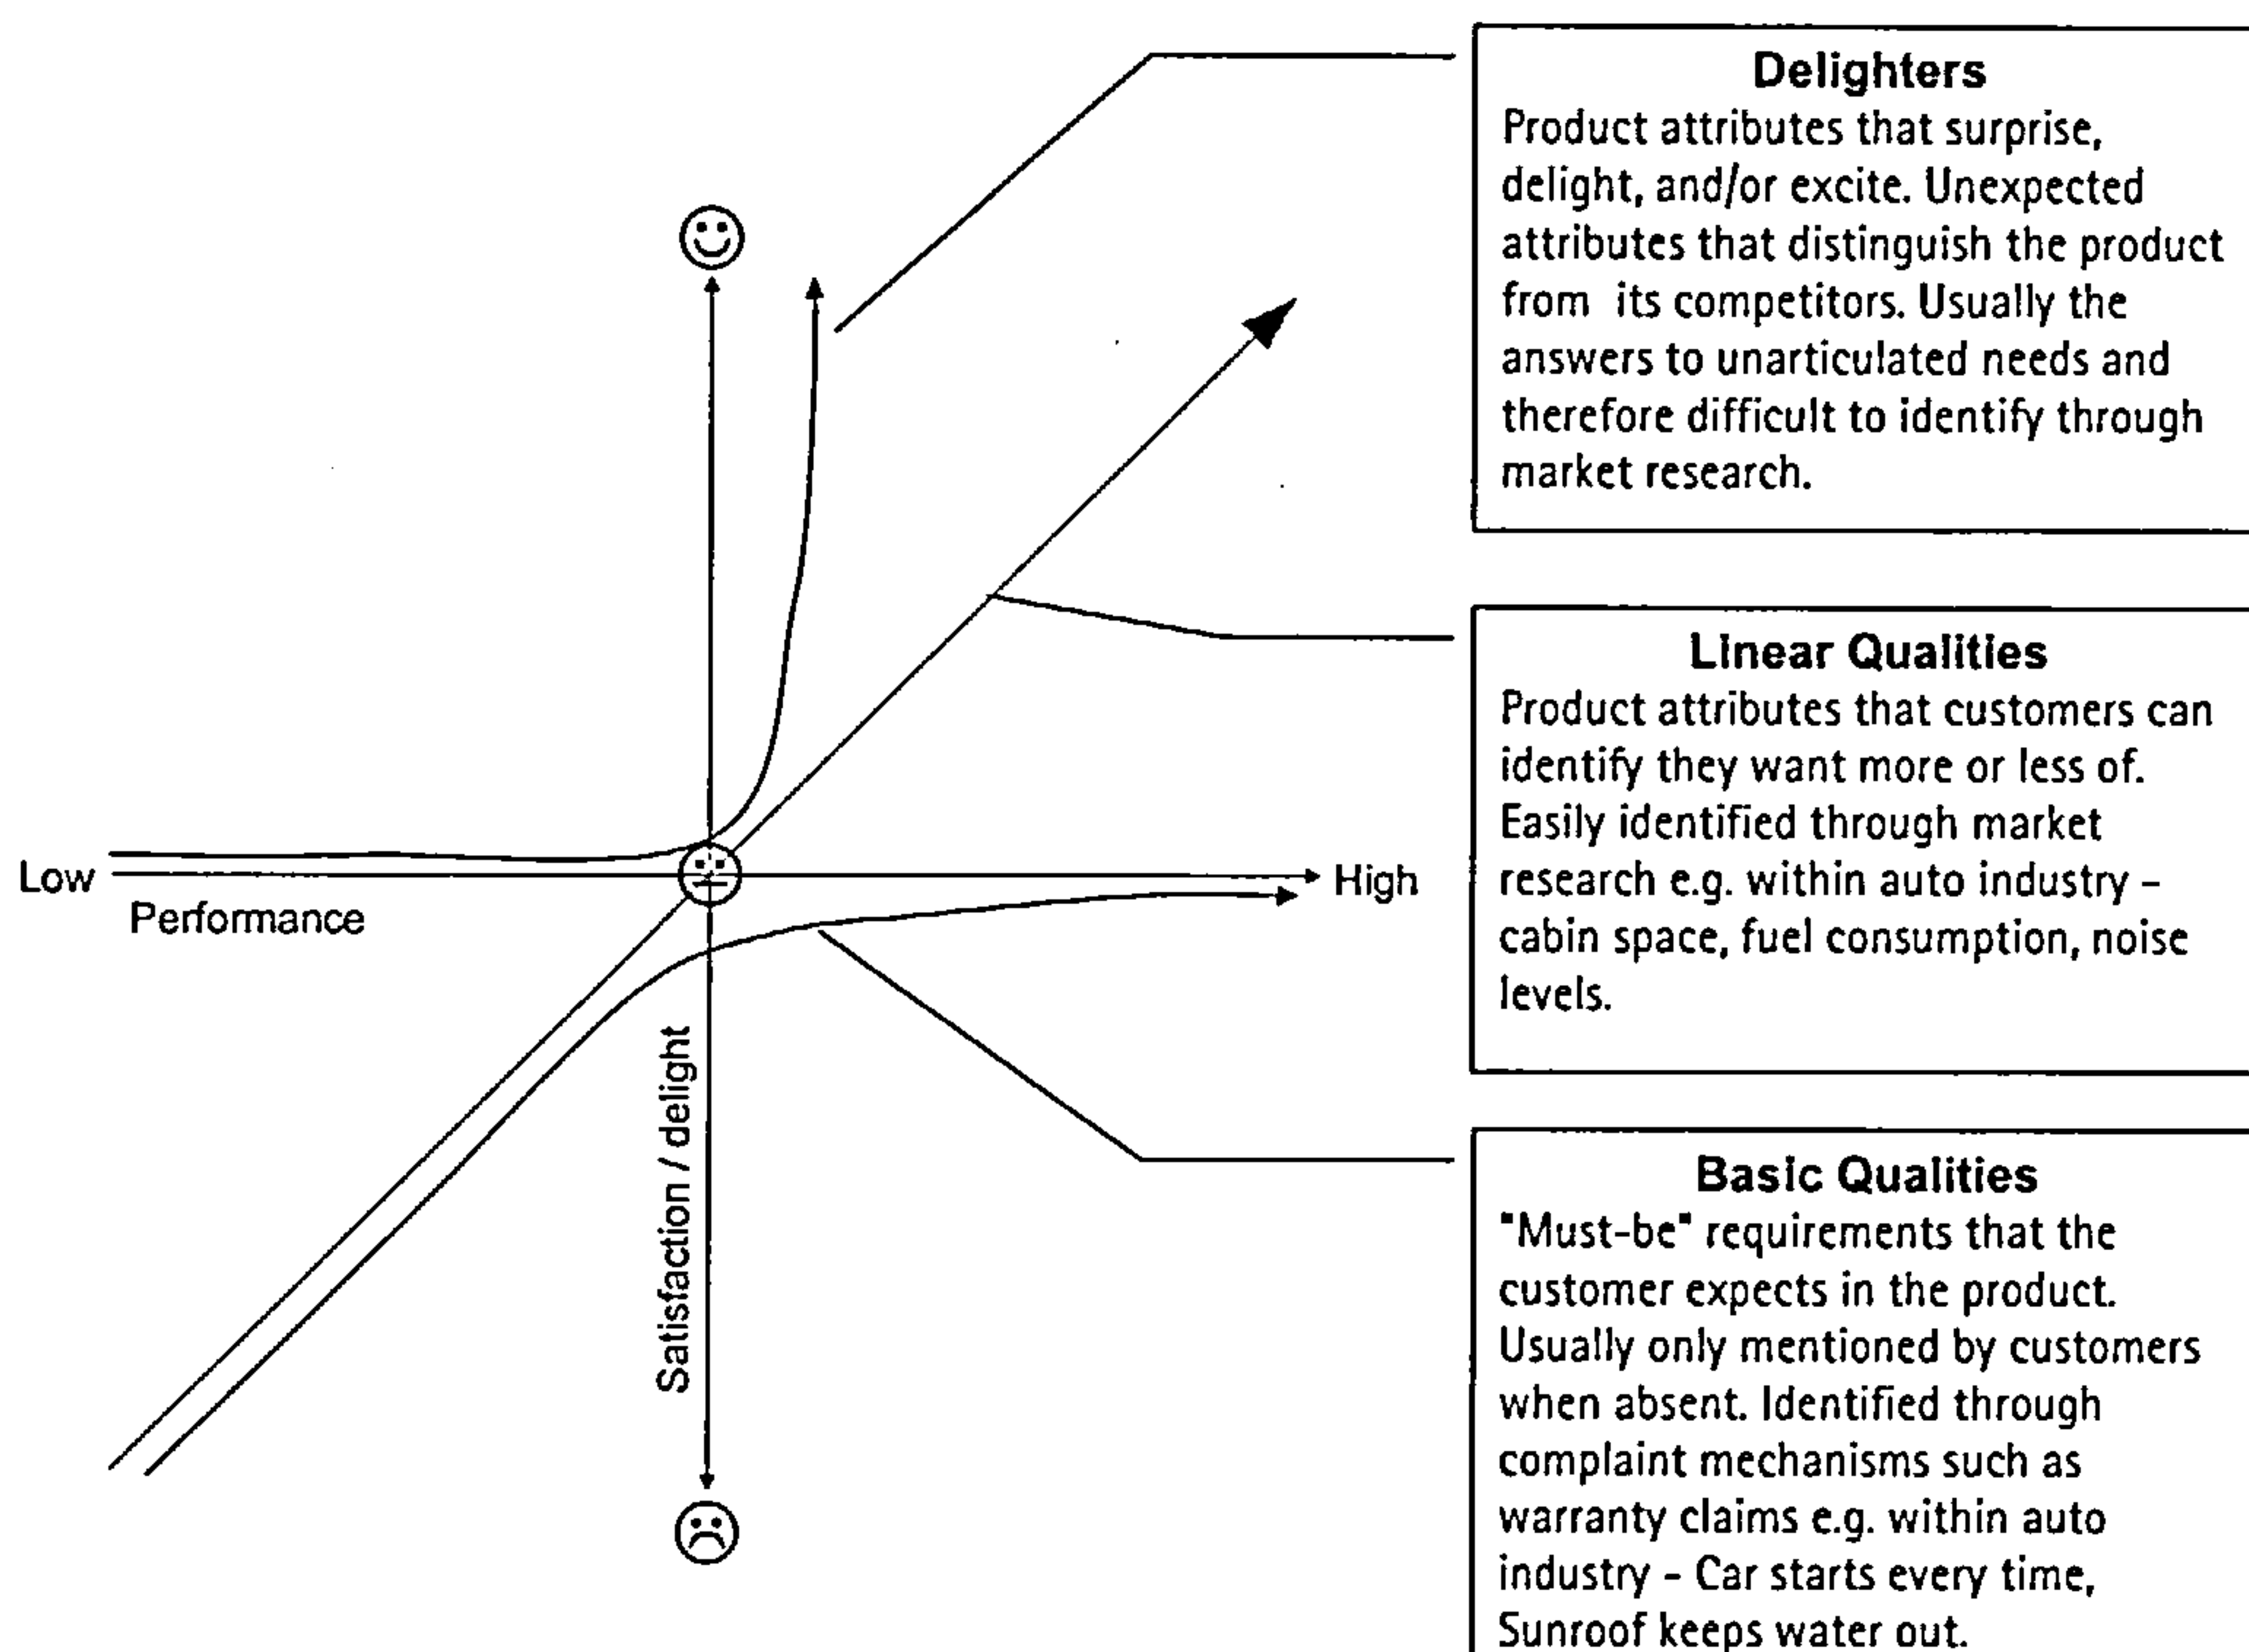 Delighters
Product attributes that surprise,
delight, and/or excite. Unexpected
attributes that distinguish the product
from its competitors. Usually the
answers to unarticulated needs and
therefore difficult to identify through
market research.
Linear Qualities
Product attributes that customers can
identify they want more or less of.
Easily identified through market
research e.g. within auto industry –
cabin space, fuel consumption, noise
levels.
Low
High
Performance
Satisfaction / delight
Basic Qualities
"Must-be" requirements that the
customer expects in the product.
Usually only mentioned by customers
when absent. Identified through
complaint mechanisms such as
warranty claims e.g. within auto
industry – Car starts every time,
Sunroof keeps water out.